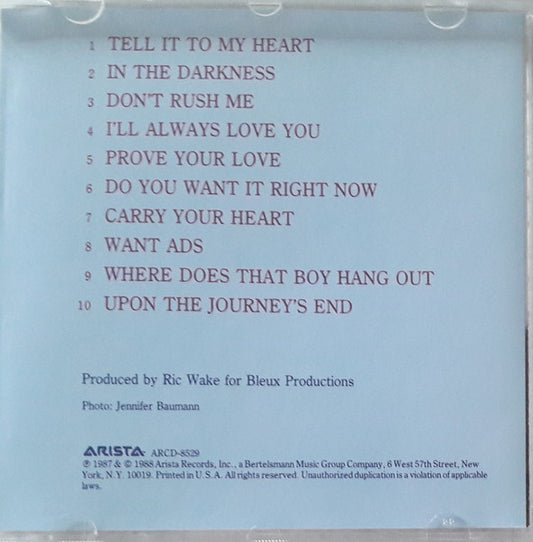 1 TELL IT TO MY HEART
2 IN THE DARKNESS
3 DON'T RUSH ME
4 I'LL ALWAYS LOVE YOU
5 PROVE YOUR LOVE
6 DO YOU WANT IT RIGHT NOW
7 CARRY YOUR HEART
8 WANT ADS
9 WHERE DOES THAT BOY HANG OUT
10 UPON THE JOURNEY'S END
Produced by Ric Wake for Bleux Productions
Photo: Jennifer Baumann
ARISTA ARCD-8529
℗ 1987 & © 1988 Arista Records, Inc., a Bertelsmann Music Group Company, 6 West 57th Street, New
York, N.Y. 10019. Printed in U.S.A. All rights reserved. Unauthorized duplication is a violation of applicable
laws.